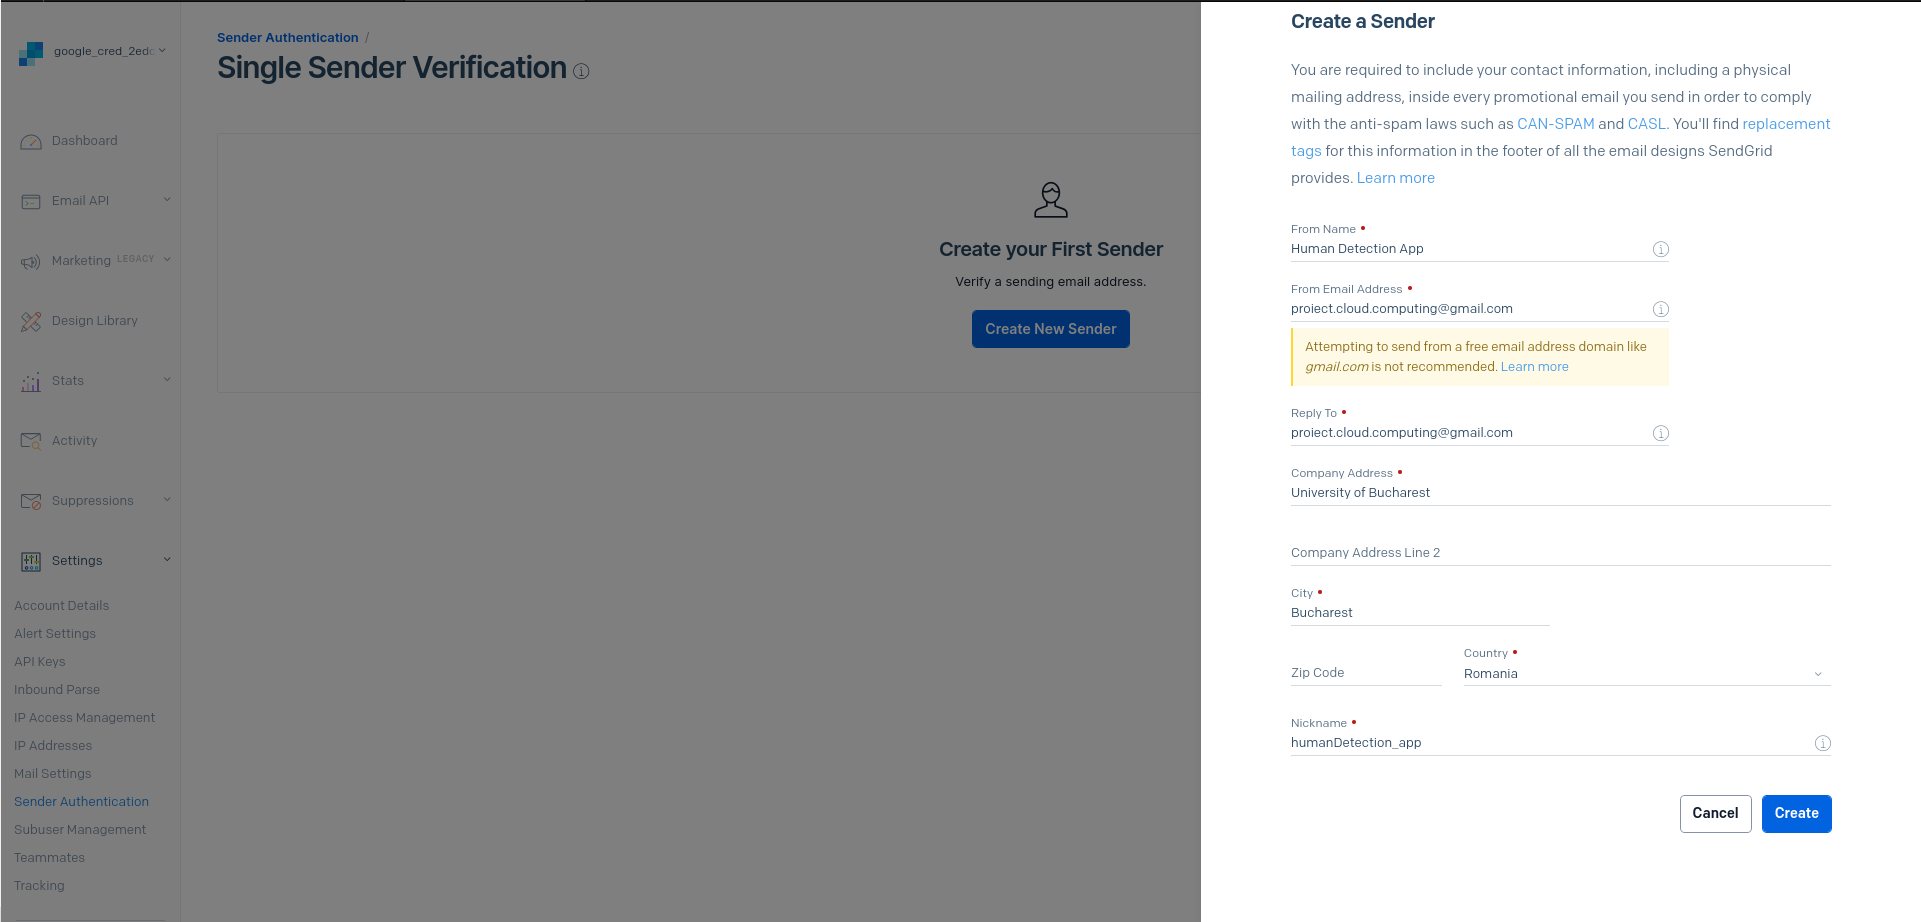 google_cred_2edc
Dashboard
Email API
Marketing LEGACY
Design Library
Stats
Activity
Suppressions
Settings
Account Details
Alert Settings
API Keys
Inbound Parse
IP Access Management
IP Addresses
Mail Settings
Sender Authentication
Subuser Management
Teammates
Tracking
Sender Authentication /
Single Sender Verification
Create your First Sender
Verify a sending email address.
Create New Sender
Create a Sender
You are required to include your contact information, including a physical
mailing address, inside every promotional email you send in order to comply
with the anti-spam laws such as CAN-SPAM and CASL. You'll find replacement
tags for this information in the footer of all the email designs SendGrid
provides. Learn more
From Name
Human Detection App
From Email Address
proiect.cloud.computing@gmail.com
Attempting to send from a free email address domain like
gmail.com is not recommended. Learn more
Reply To
proiect.cloud.computing@gmail.com
Company Address
University of Bucharest
Company Address Line 2
City
Bucharest
Zip Code
Country
Romania
Nickname
humanDetection_app
Cancel
Create